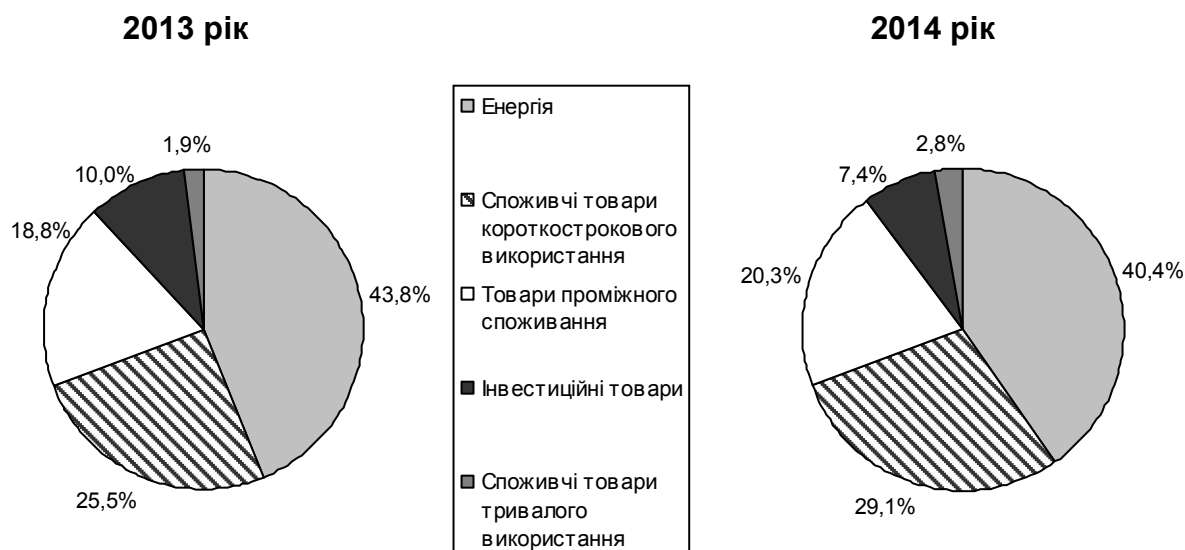 2013 рік
2014 рік
1,9%
10,0%
18,8%
43,8%
25,5%
Енергія
Споживчі товари
короткострокового
використання
Товари проміжного
споживання
Інвестиційні товари
Споживчі товари
тривалого
використання
2,8%
7,4%
20,3%
40,4%
29,1%